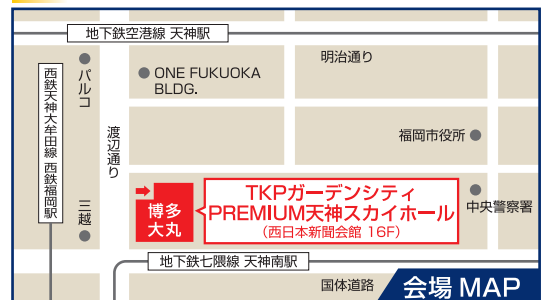 地下鉄空港線 天神駅
明治通り
パルコ
ONE FUKUOKA
BLDG.
西鉄天神大牟田線 西鉄福岡駅
渡辺通り
福岡市役所
三越
博多
大丸
TKPガーデンシティ
PREMIUM天神スカイホール
(西日本新聞会館 16F)
中央警察署
地下鉄七隈線 天神南駅
国体道路
会場 MAP